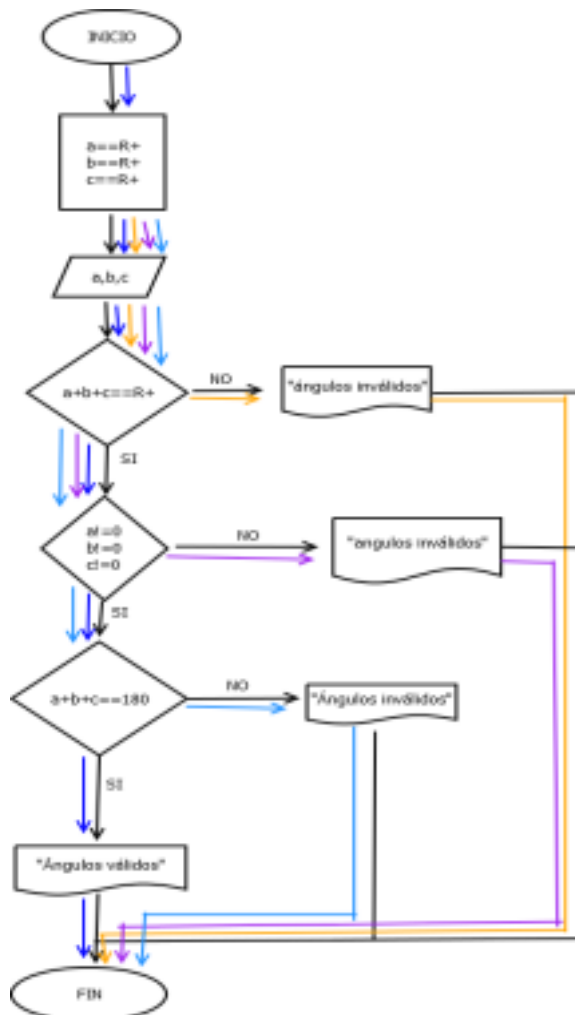 INICIO
a==R+
b==R+
c==R+
a,b,c
a+b+c==R+
NO
"ángulos inválidos"
SI
a!=0
b!=0
c!=0
NO
"angulos inválidos"
SI
a+b+c==180
NO
"Ángulos inválidos"
SI
"Ángulos válidos"
FIN